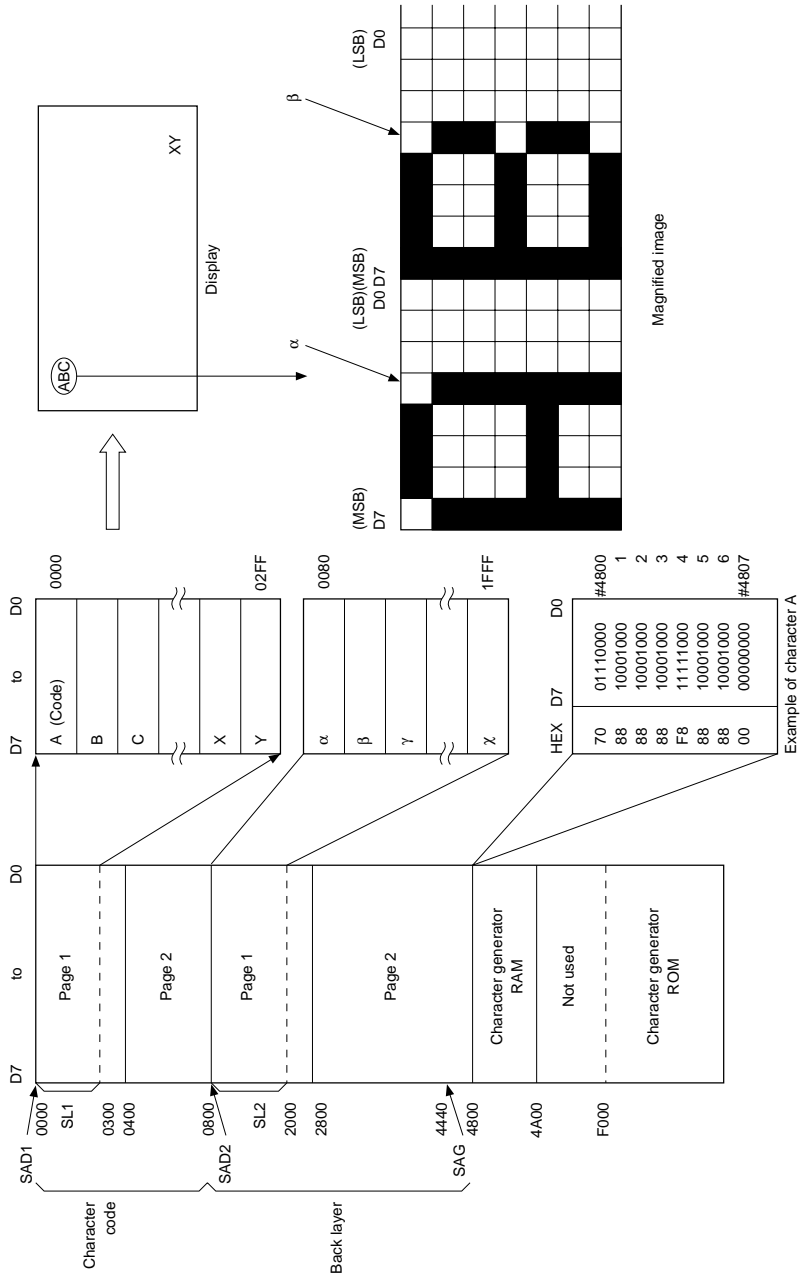 D7 to D0
SAD1
0000
SL1
0300
0400
0800
SAD2
SL2
2000
2800
4440
SAG
4800
4A00
F000
Character
code
Back layer
Page 1
Page 2
Page 1
Page 2
Character generator
RAM
Not used
Character generator
ROM
D7 to D0
A (Code)
B
C
X
Y
0000
02FF
α
β
γ
χ
0080
1FFF
HEX D7 D0
70 01110000 #4800
88 10001000 1
88 10001000 2
88 10001000 3
F8 11111000 4
88 10001000 5
88 10001000 6
00 00000000 #4807
Example of character A
ABC
XY
Display
α
β
(MSB) (LSB)(MSB) (LSB)
D7 D0 D7 D0
Magnified image